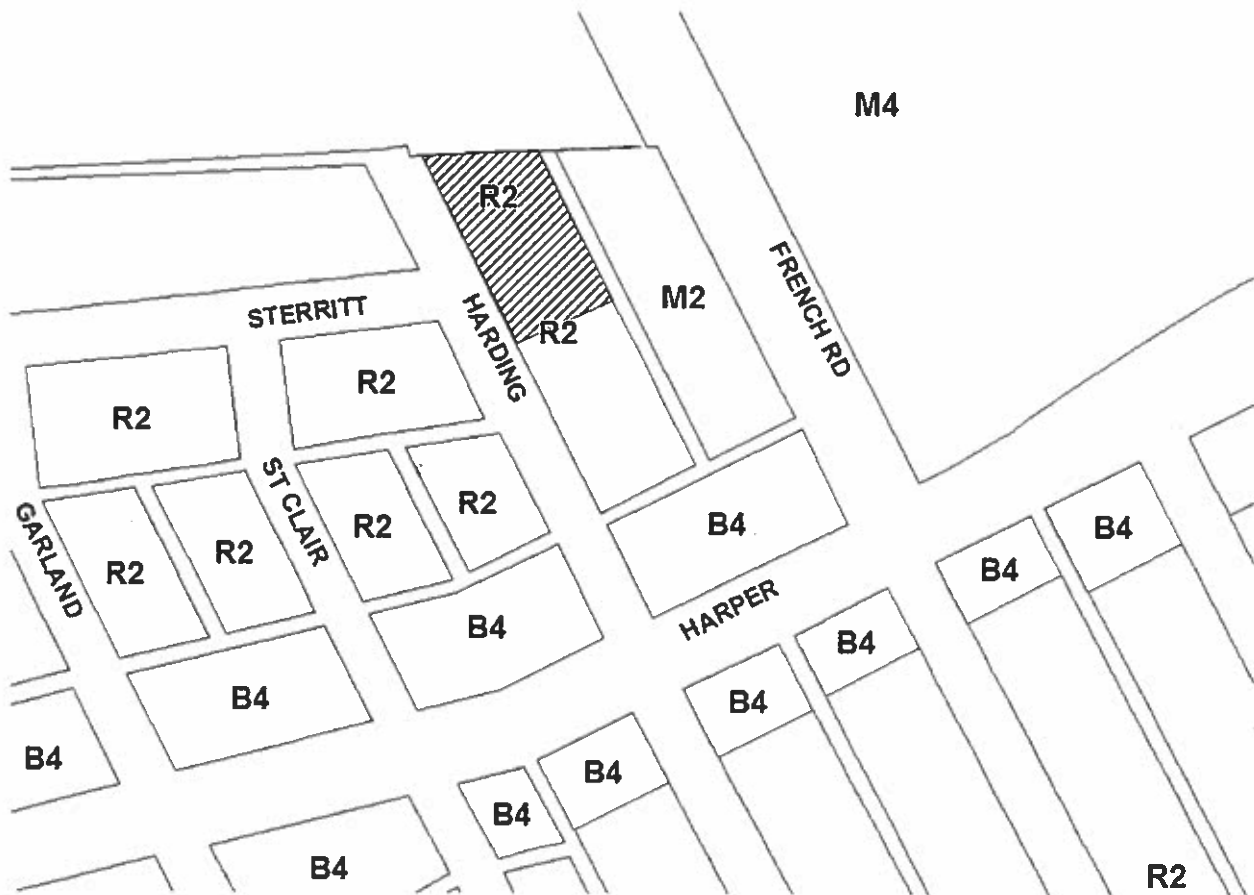 M4
R2
STERRITT
HARDING
R2
M2
FRENCH RD
R2
R2
GARLAND
R2
R2
ST CLAIR
R2
R2
B4
B4
B4
HARPER
B4
B4
B4
B4
B4
B4
B4
B4
B4
R2